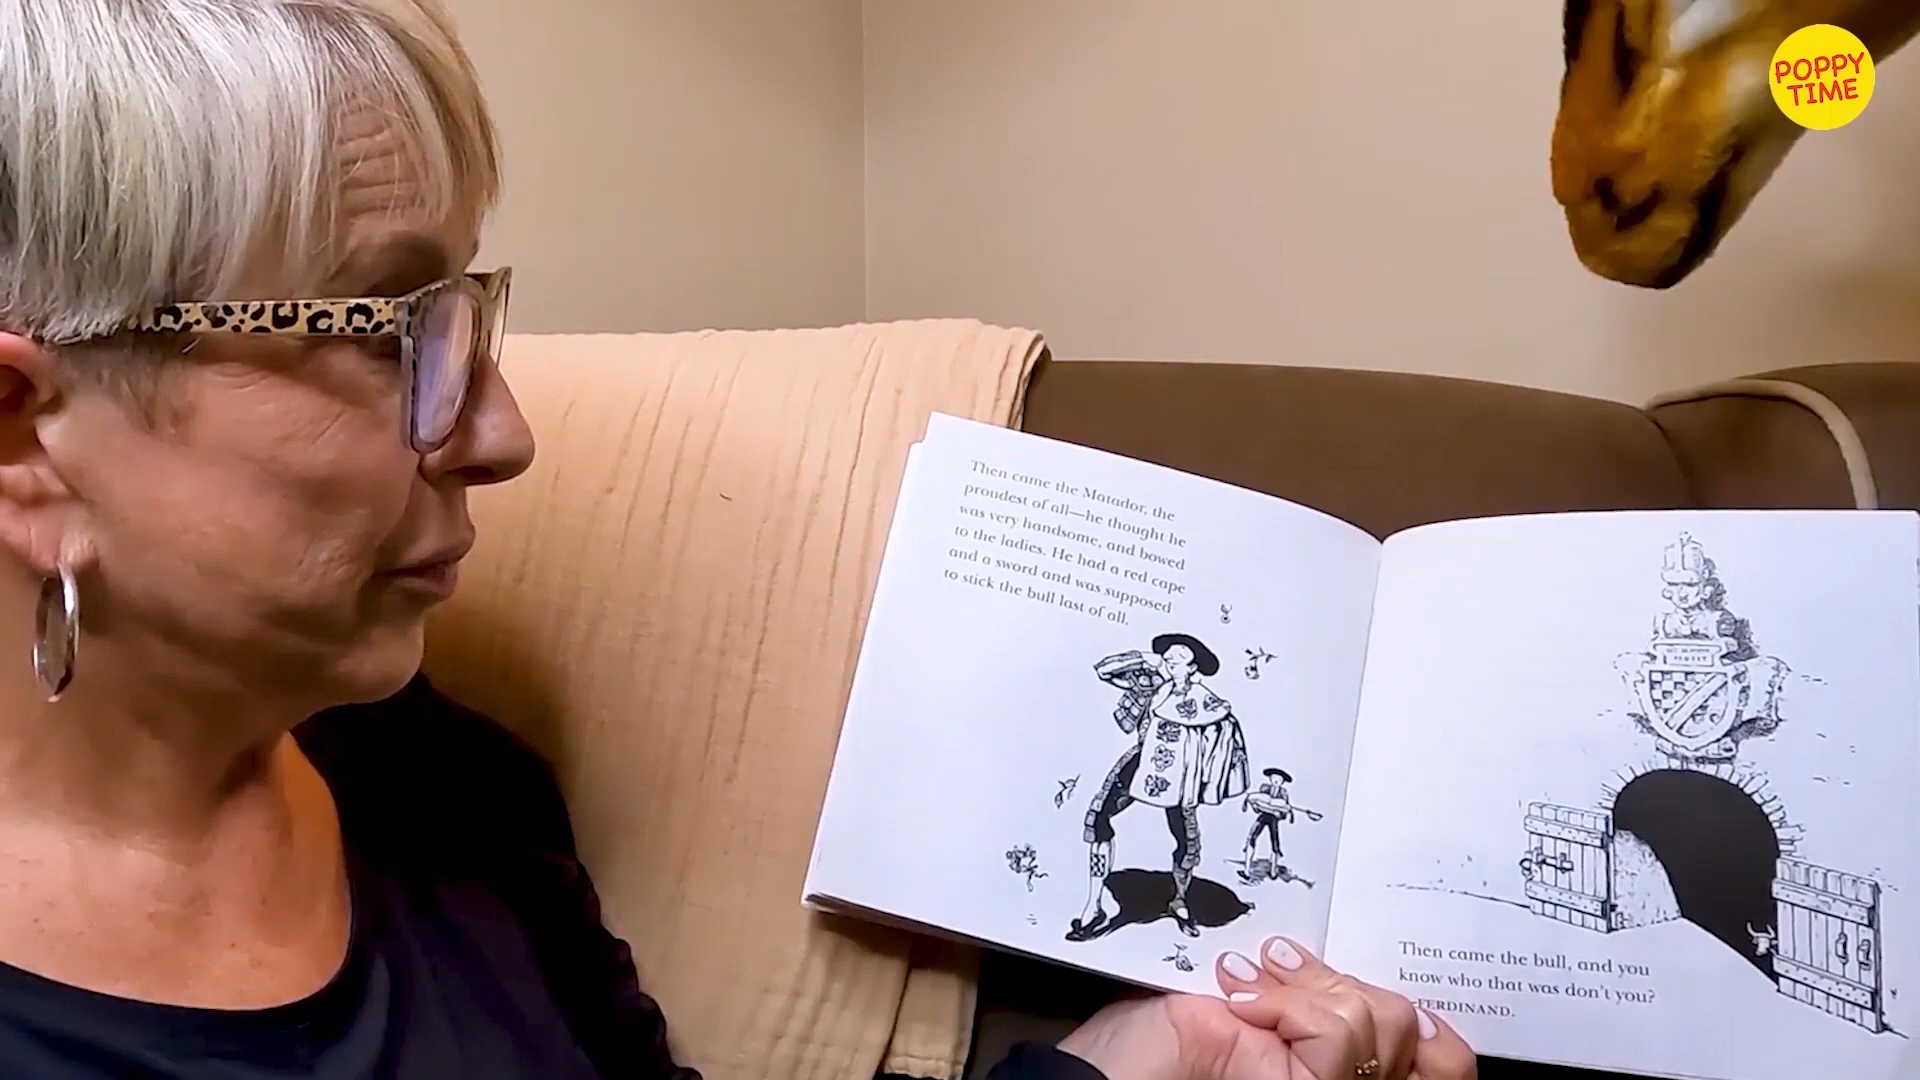 POPPY
TIME
Then came the Matador, the
proudest of all—he thought he
was very handsome, and bowed
to the ladies. He had a red cape
and a sword and was supposed
to stick the bull last of all.
Then came the bull, and you
know who that was don't you?
—FERDINAND.